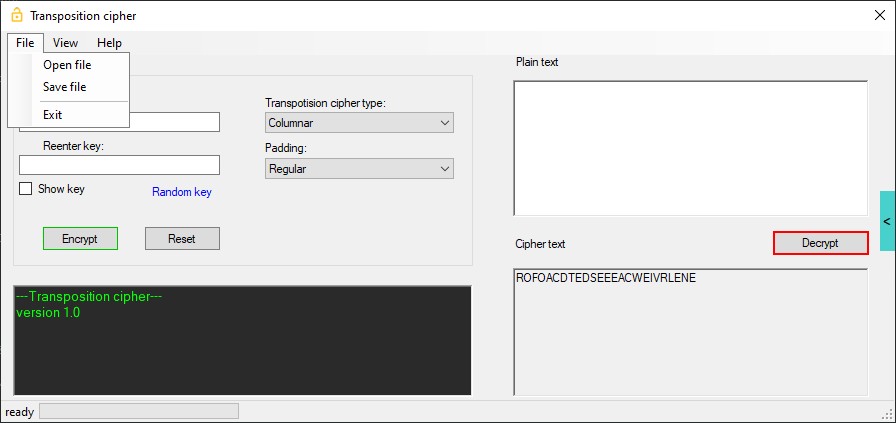 Transposition cipher
File View Help
Open file
Save file
Exit
Transpotision cipher type:
Columnar
Reenter key:
Padding:
Regular
Show key
Random key
Encrypt
Reset
---Transposition cipher---
version 1.0
Plain text
<
Cipher text
Decrypt
ROFOACDTEDSEEEACWEIVRLENE
ready